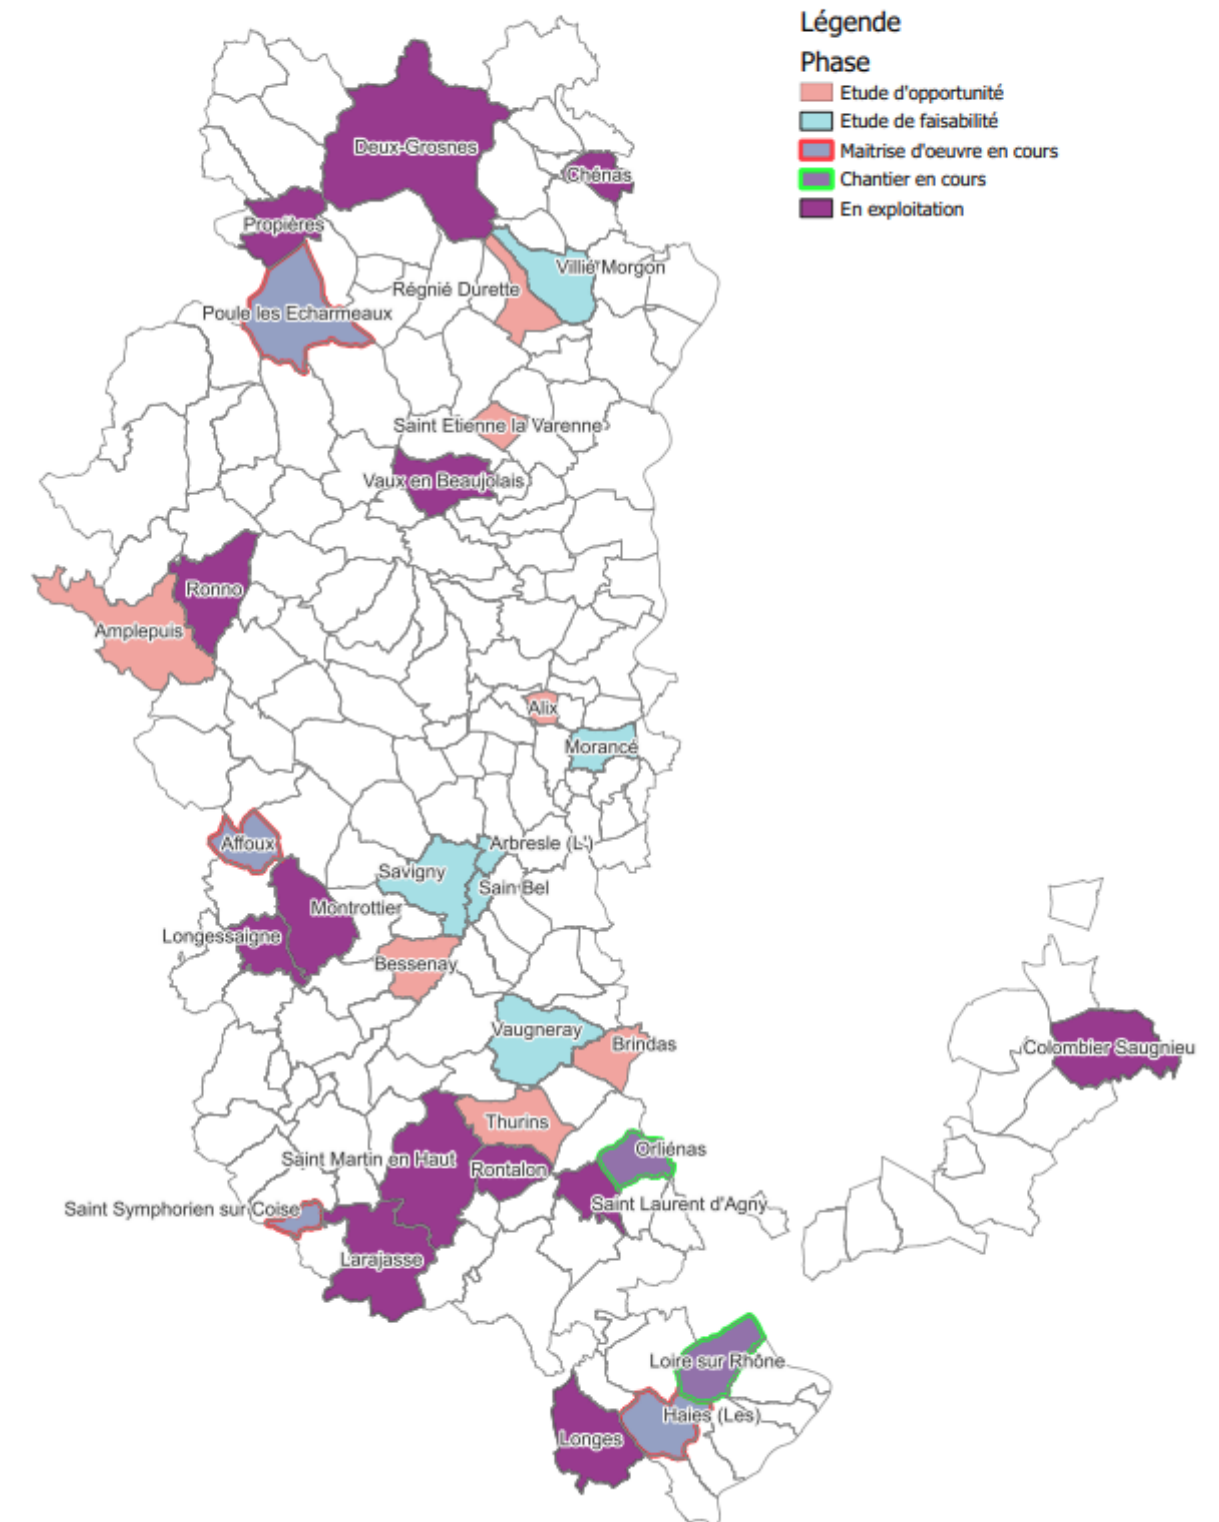 Légende
Phase
Etude d'opportunité
Etude de faisabilité
Maitrise d'oeuvre en cours
Chantier en cours
En exploitation
Deux-Grosnes
Chénas
Propières
Villié Morgon
Régnié Durette
Poule les Echarmeaux
Saint Etienne la Varenne
Vaux en Beaujolais
Ronno
Amplepuis
Alix
Morancé
Affoux
Arbresle (L')
Savigny
Sain Bel
Montrottier
Longessaigne
Bessenay
Vaugneray
Brindas
Colombier Saugnieu
Thurins
Orliénas
Saint Martin en Haut
Rontalon
Saint Laurent d'Agny
Saint Symphorien sur Coise
Larajasse
Loire sur Rhône
Haies (Les)
Longes